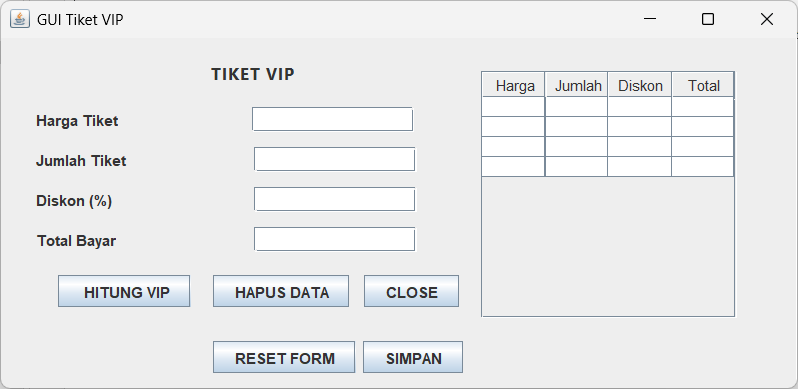 GUI Tiket VIP
TIKET VIP
Harga Tiket
Jumlah Tiket
Diskon (%)
Total Bayar
HITUNG VIP HAPUS DATA CLOSE
RESET FORM SIMPAN
Harga Jumlah Diskon Total